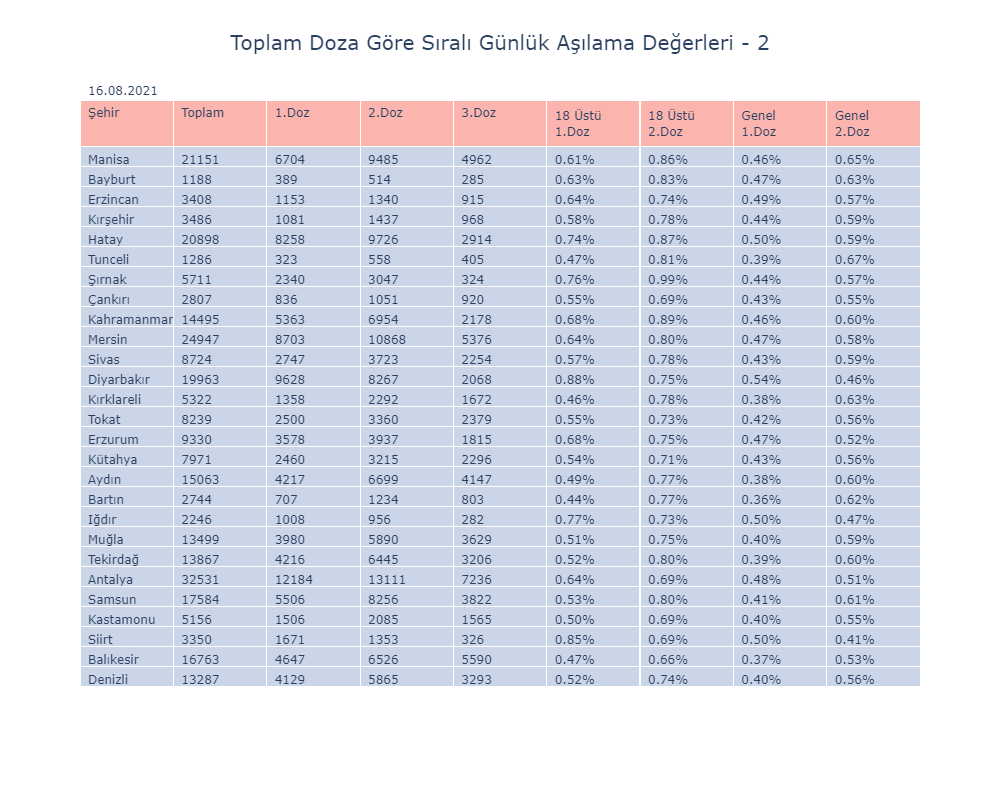 Toplam Doza Göre Sıralı Günlük Aşılama Değerleri - 2
16.08.2021
Şehir Toplam 1.Doz 2.Doz 3.Doz 18 Üstü 1.Doz 18 Üstü 2.Doz Genel 1.Doz Genel 2.Doz
Manisa 21151 6704 9485 4962 0.61% 0.86% 0.46% 0.65%
Bayburt 1188 389 514 285 0.63% 0.83% 0.47% 0.63%
Erzincan 3408 1153 1340 915 0.64% 0.74% 0.49% 0.57%
Kırşehir 3486 1081 1437 968 0.58% 0.78% 0.44% 0.59%
Hatay 20898 8258 9726 2914 0.74% 0.87% 0.50% 0.59%
Tunceli 1286 323 558 405 0.47% 0.81% 0.39% 0.67%
Şırnak 5711 2340 3047 324 0.76% 0.99% 0.44% 0.57%
Çankırı 2807 836 1051 920 0.55% 0.69% 0.43% 0.55%
Kahramanmar 14495 5363 6954 2178 0.68% 0.89% 0.46% 0.60%
Mersin 24947 8703 10868 5376 0.64% 0.80% 0.47% 0.58%
Sivas 8724 2747 3723 2254 0.57% 0.78% 0.43% 0.59%
Diyarbakır 19963 9628 8267 2068 0.88% 0.75% 0.54% 0.46%
Kırklareli 5322 1358 2292 1672 0.46% 0.78% 0.38% 0.63%
Tokat 8239 2500 3360 2379 0.55% 0.73% 0.42% 0.56%
Erzurum 9330 3578 3937 1815 0.68% 0.75% 0.47% 0.52%
Kütahya 7971 2460 3215 2296 0.54% 0.71% 0.43% 0.56%
Aydın 15063 4217 6699 4147 0.49% 0.77% 0.38% 0.60%
Bartın 2744 707 1234 803 0.44% 0.77% 0.36% 0.62%
Iğdır 2246 1008 956 282 0.77% 0.73% 0.50% 0.47%
Muğla 13499 3980 5890 3629 0.51% 0.75% 0.40% 0.59%
Tekirdağ 13867 4216 6445 3206 0.52% 0.80% 0.39% 0.60%
Antalya 32531 12184 13111 7236 0.64% 0.69% 0.48% 0.51%
Samsun 17584 5506 8256 3822 0.53% 0.80% 0.41% 0.61%
Kastamonu 5156 1506 2085 1565 0.50% 0.69% 0.40% 0.55%
Siirt 3350 1671 1353 326 0.85% 0.69% 0.50% 0.41%
Balıkesir 16763 4647 6526 5590 0.47% 0.66% 0.37% 0.53%
Denizli 13287 4129 5865 3293 0.52% 0.74% 0.40% 0.56%